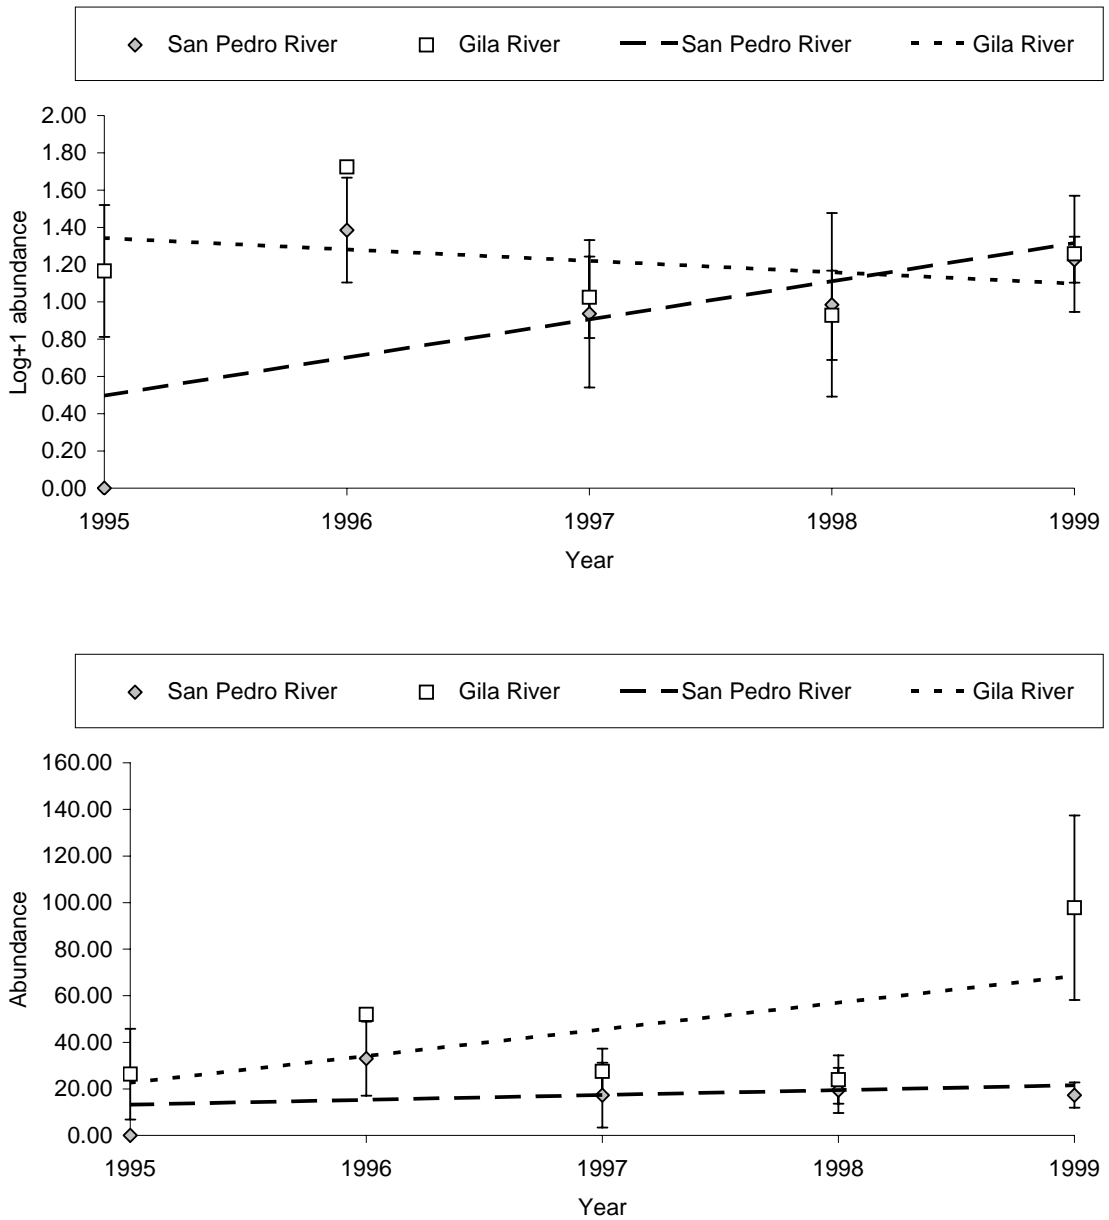 San Pedro River Gila River San Pedro River Gila River
2.00
1.80
1.60
1.40
1.20
1.00
0.80
0.60
0.40
0.20
0.00
Log+1 abundance
1995 1996 1997 1998 1999
Year
San Pedro River Gila River San Pedro River Gila River
160.00
140.00
120.00
100.00
80.00
60.00
40.00
20.00
0.00
Abundance
1995 1996 1997 1998 1999
Year